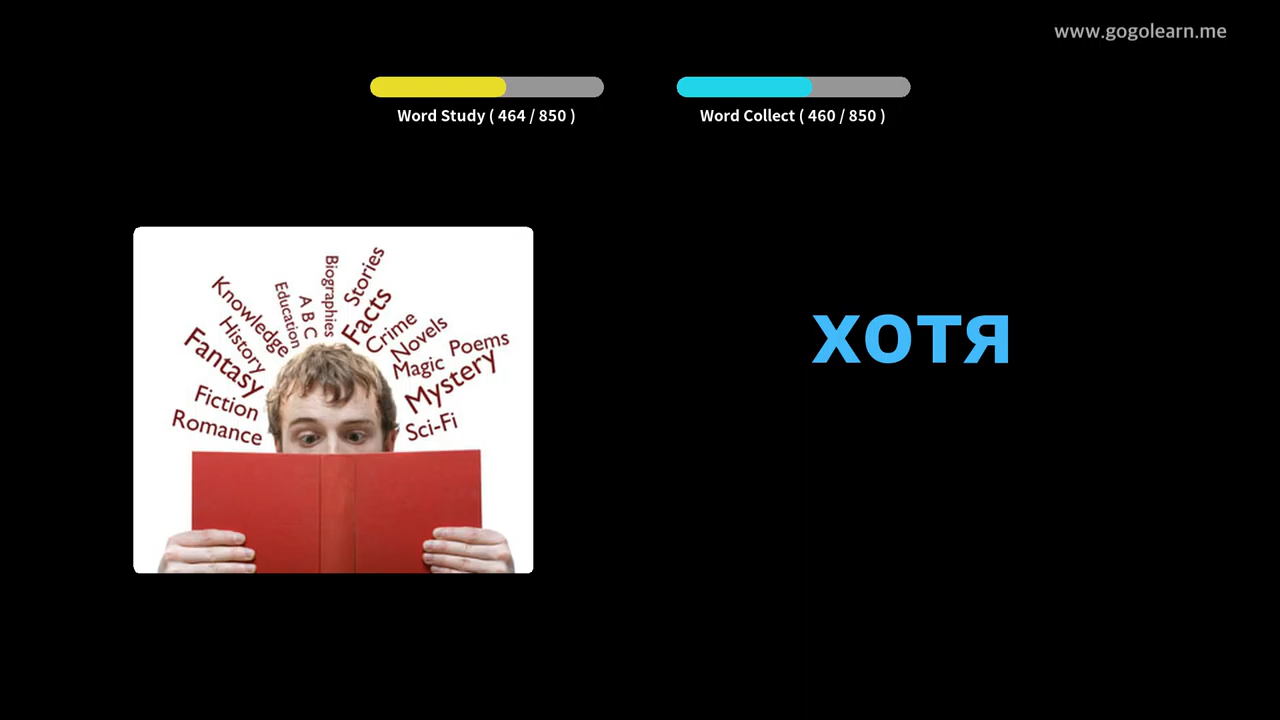 www.gogolearn.me
Word Study ( 464 / 850 )
Word Collect ( 460 / 850 )
Stories
Biographies
Knowledge
Education
A B C
Facts
Crime
History
Novels
Poems
Fantasy
Magic
Mystery
Fiction
Romance
Sci-Fi
хотя